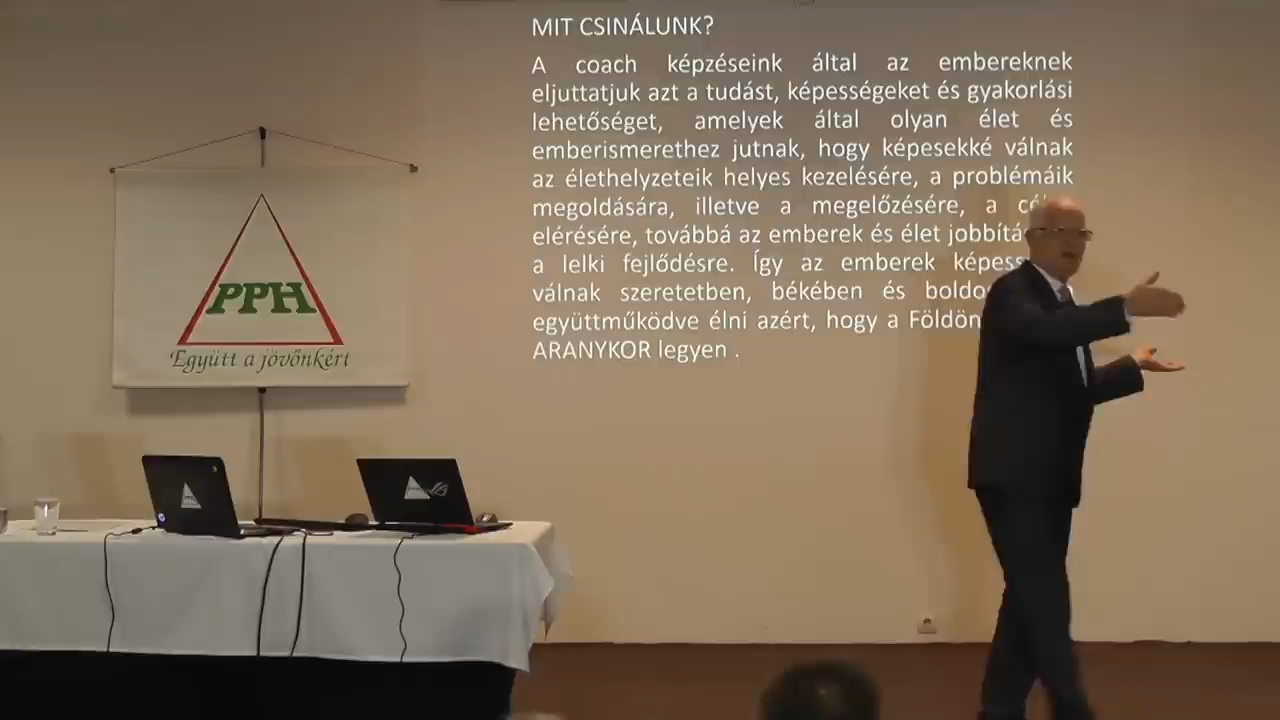 MIT CSINÁLUNK?
A coach képzéseink által az embereknek
eljuttatjuk azt a tudást, képességeket és gyakorlási
lehetőséget, amelyek által olyan élet és
emberismerethez jutnak, hogy képesekké válnak
az élethelyzeteik helyes kezelésére, a problémáik
megoldására, illetve a megelőzésére, a
elérésére, továbbá az emberek és élet
a lelki fejlődésre. Így az emberek
válnak szeretetben, békében és
együttműködve élni azért, hogy a Földön
ARANYKOR legyen .
PPH
Együtt a jövőnkért
PPH